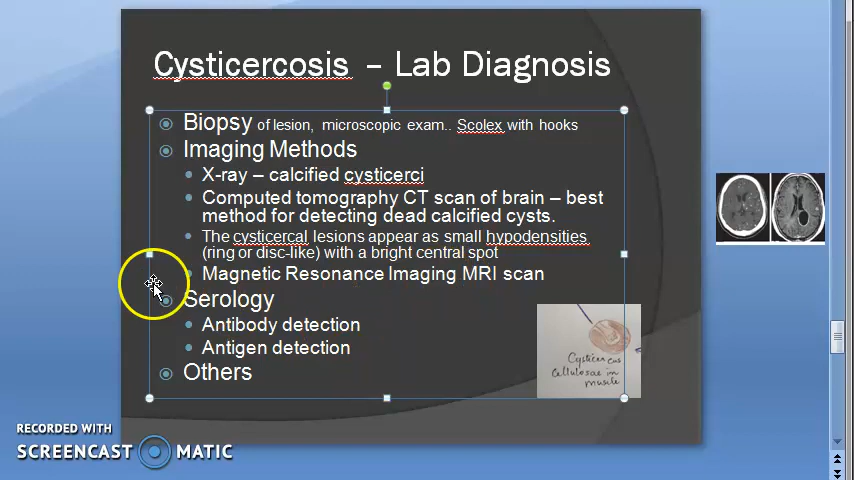 Cysticercosis – Lab Diagnosis
Biopsy of lesion, microscopic exam.. Scolex with hooks
Imaging Methods
X-ray – calcified cysticerci
Computed tomography CT scan of brain – best
method for detecting dead calcified cysts.
The cysticercal lesions appear as small hypodensities
(ring or disc-like) with a bright central spot
Magnetic Resonance Imaging MRI scan
Serology
Antibody detection
Antigen detection
Others
Cysticercus
cellulosae in
muscle
RECORDED WITH
SCREENCAST MATIC